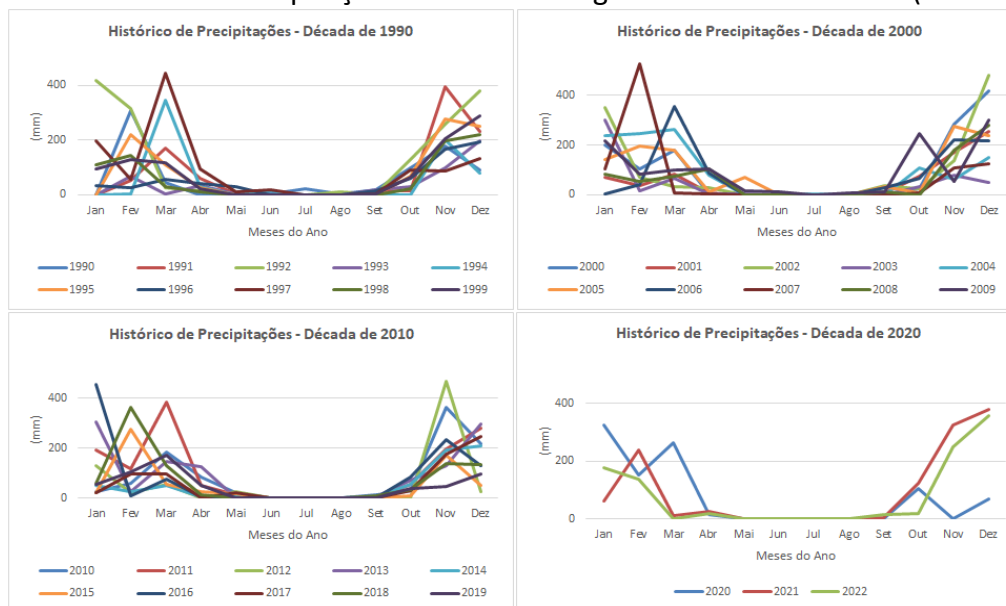 Histórico de Precipitações - Década de 1990
400
200
0
(mm)
Jan Fev Mar Abr Mai Jun Jul Ago Set Out Nov Dez
Meses do Ano
1990 1991 1992 1993 1994
1995 1996 1997 1998 1999
Histórico de Precipitações - Década de 2000
400
200
0
(mm)
Jan Fev Mar Abr Mai Jun Jul Ago Set Out Nov Dez
Meses do Ano
2000 2001 2002 2003 2004
2005 2006 2007 2008 2009
Histórico de Precipitações - Década de 2010
400
200
0
(mm)
Jan Fev Mar Abr Mai Jun Jul Ago Set Out Nov Dez
Meses do Ano
2010 2011 2012 2013 2014
2015 2016 2017 2018 2019
Histórico de Precipitações - Década de 2020
400
200
0
(mm)
Jan Fev Mar Abr Mai Jun Jul Ago Set Out Nov Dez
Meses do Ano
2020 2021 2022